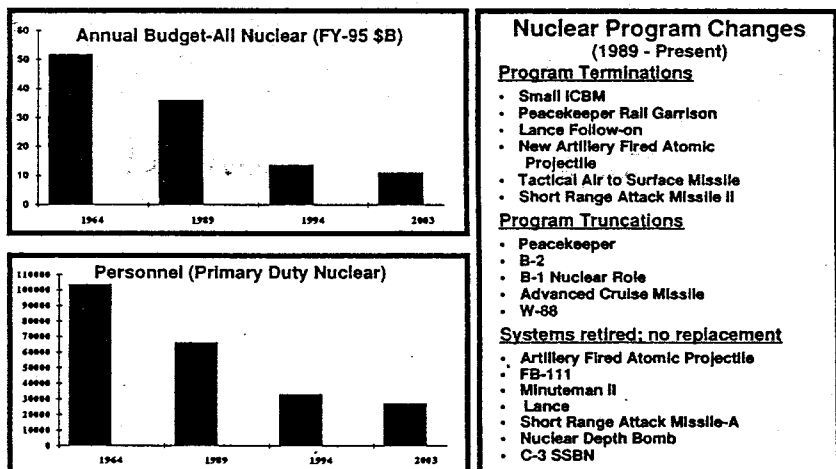 Annual Budget-All Nuclear (FY-95 $B)
60
50
40
30
20
10
0
1964 1989 1994 2003
Personnel (Primary Duty Nuclear)
110000
100000
90000
80000
70000
60000
50000
40000
30000
20000
10000
0
1964 1989 1994 2003
Nuclear Program Changes
(1989 - Present)
Program Terminations
• Small ICBM
• Peacekeeper Rail Garrison
• Lance Follow-on
• New Artillery Fired Atomic
Projectile
• Tactical Air to Surface Missile
• Short Range Attack Missile II
Program Truncations
• Peacekeeper
• B-2
• B-1 Nuclear Role
• Advanced Cruise Missile
• W-88
Systems retired; no replacement
• Artillery Fired Atomic Projectile
• FB-111
• Minuteman II
• Lance
• Short Range Attack Missile-A
• Nuclear Depth Bomb
• C-3 SSBN